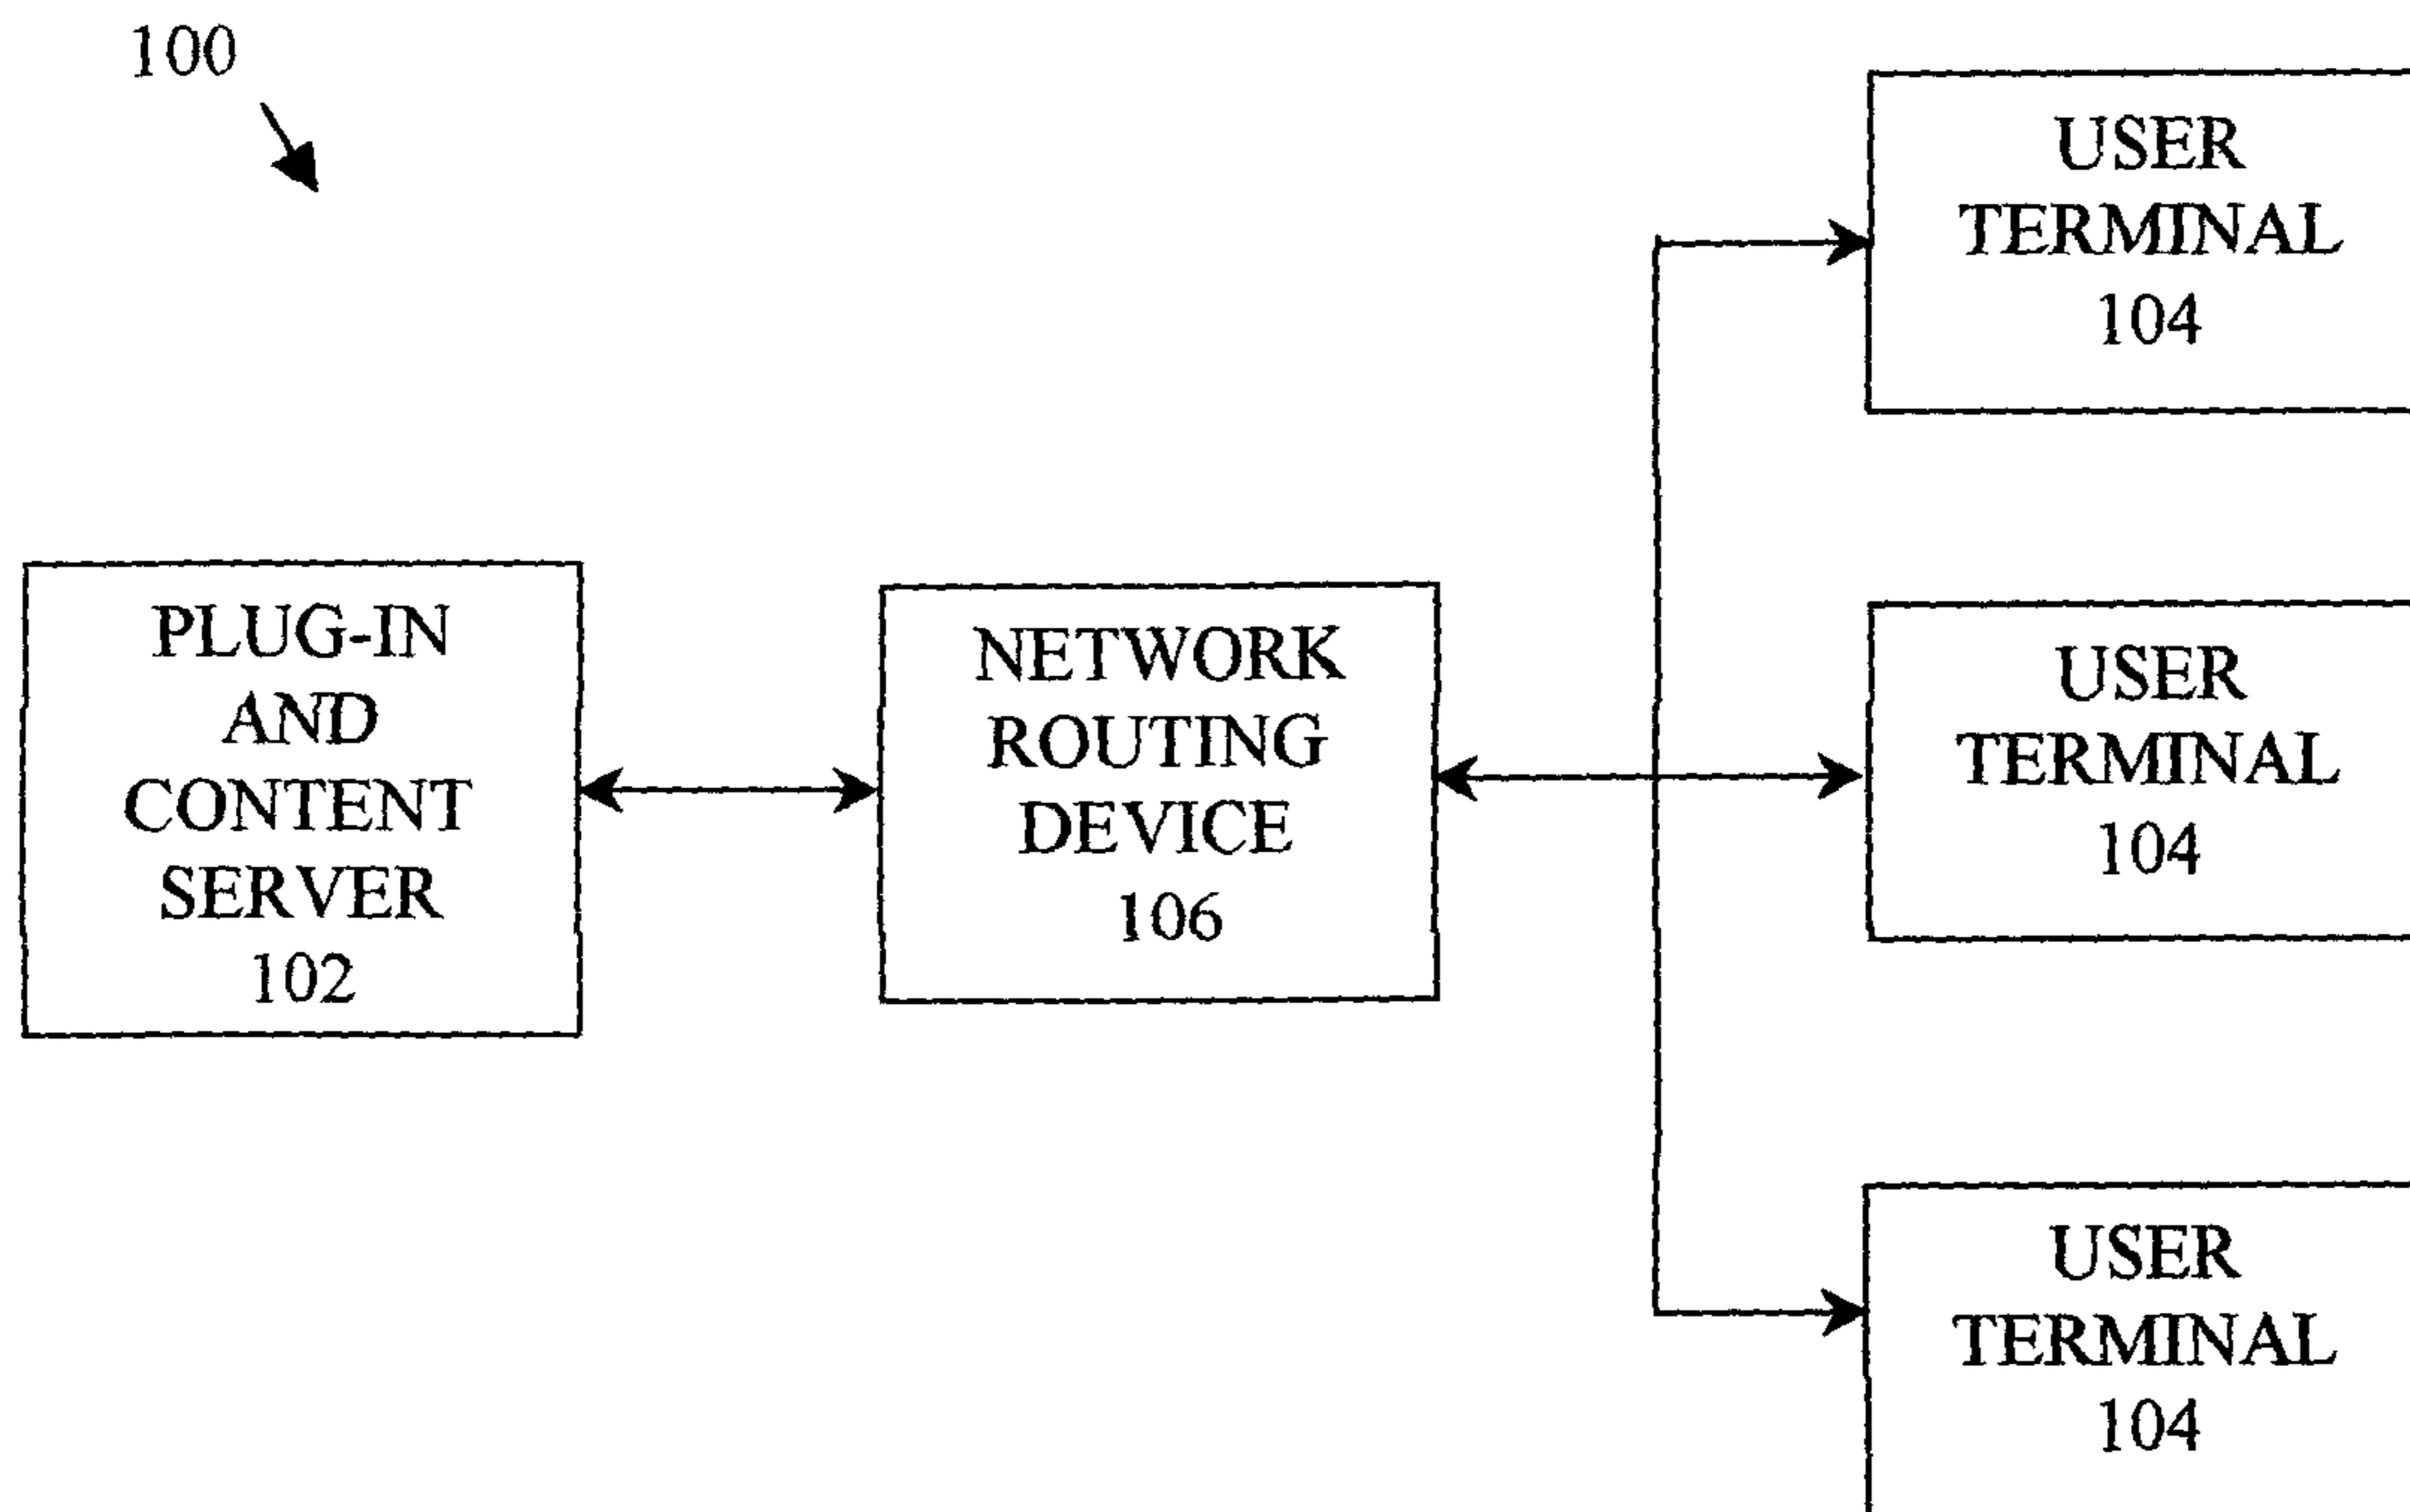 100
PLUG-IN
AND
CONTENT
SERVER
102
NETWORK
ROUTING
DEVICE
106
USER
TERMINAL
104
USER
TERMINAL
104
USER
TERMINAL
104